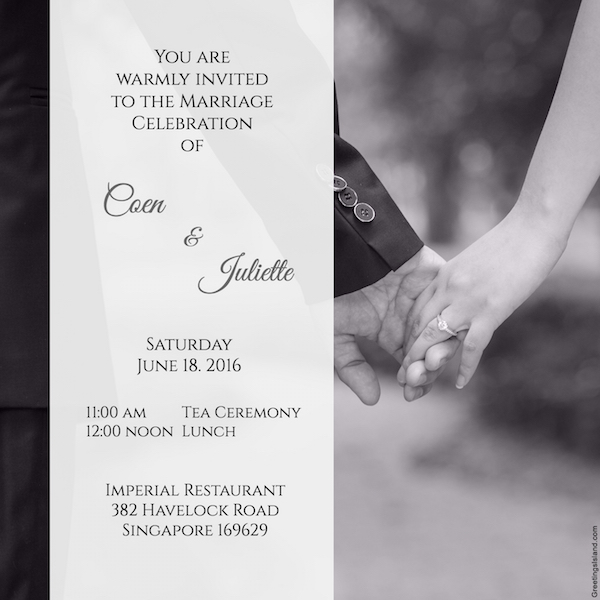 You are
warmly invited
to the Marriage
Celebration
of
Coen
&
Juliette
Saturday
June 18. 2016
11:00 am Tea Ceremony
12:00 noon Lunch
Imperial Restaurant
382 Havelock Road
Singapore 169629
GreetingsIsland.com